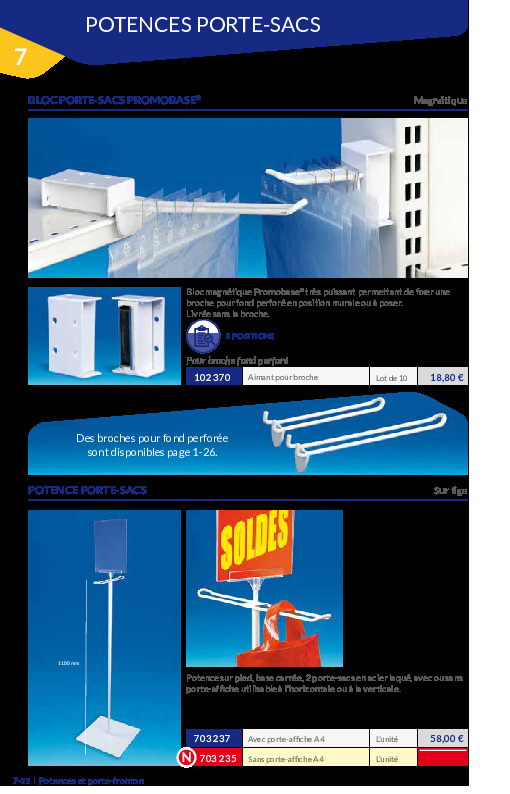 POTENCES PORTE-SACS
7
BLOC PORTE-SACS PROMOBASE®
Magnétique
Bloc magnétique Promobase® très puissant permettant de fixer une
broche pour fond perforé en position murale ou à poser.
Livrée sans la broche.
2 POSITIONS
Pour broche fond perforé
102 370 Aimant pour broche Lot de 10 18,80 €
Des broches pour fond perforée
sont disponibles page 1-26.
POTENCE PORTE-SACS
Sur tige
SOLDES
1100 mm
Potence sur pied, base carrée, 2 porte-sacs en acier laqué, avec ou sans
porte-affiche utilisable à l'horizontale ou à la verticale.
703 237 Avec porte-affiche A4 L'unité 58,00 €
N 703 235 Sans porte-affiche A4 L'unité
7-22 | Potences et porte-fronton